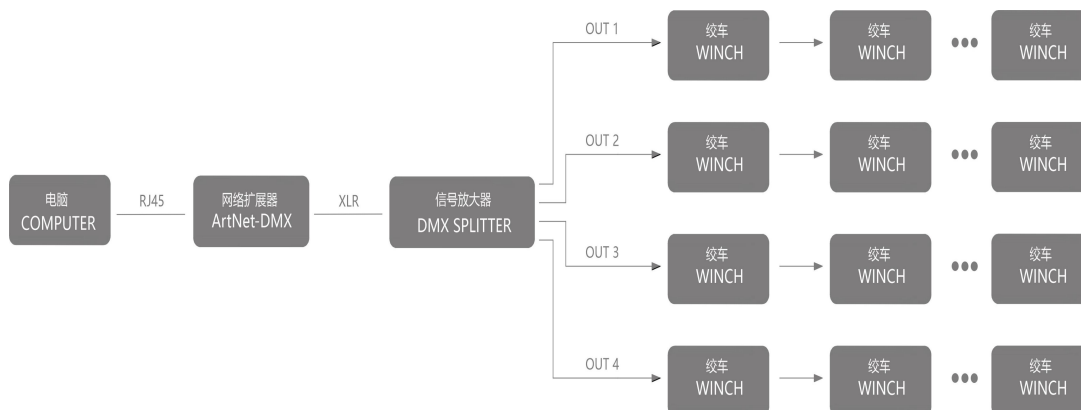 电脑
COMPUTER
RJ45
网络扩展器
ArtNet-DMX
XLR
信号放大器
DMX SPLITTER
OUT 1
绞车
WINCH
绞车
WINCH
绞车
WINCH
OUT 2
绞车
WINCH
绞车
WINCH
绞车
WINCH
OUT 3
绞车
WINCH
绞车
WINCH
绞车
WINCH
OUT 4
绞车
WINCH
绞车
WINCH
绞车
WINCH